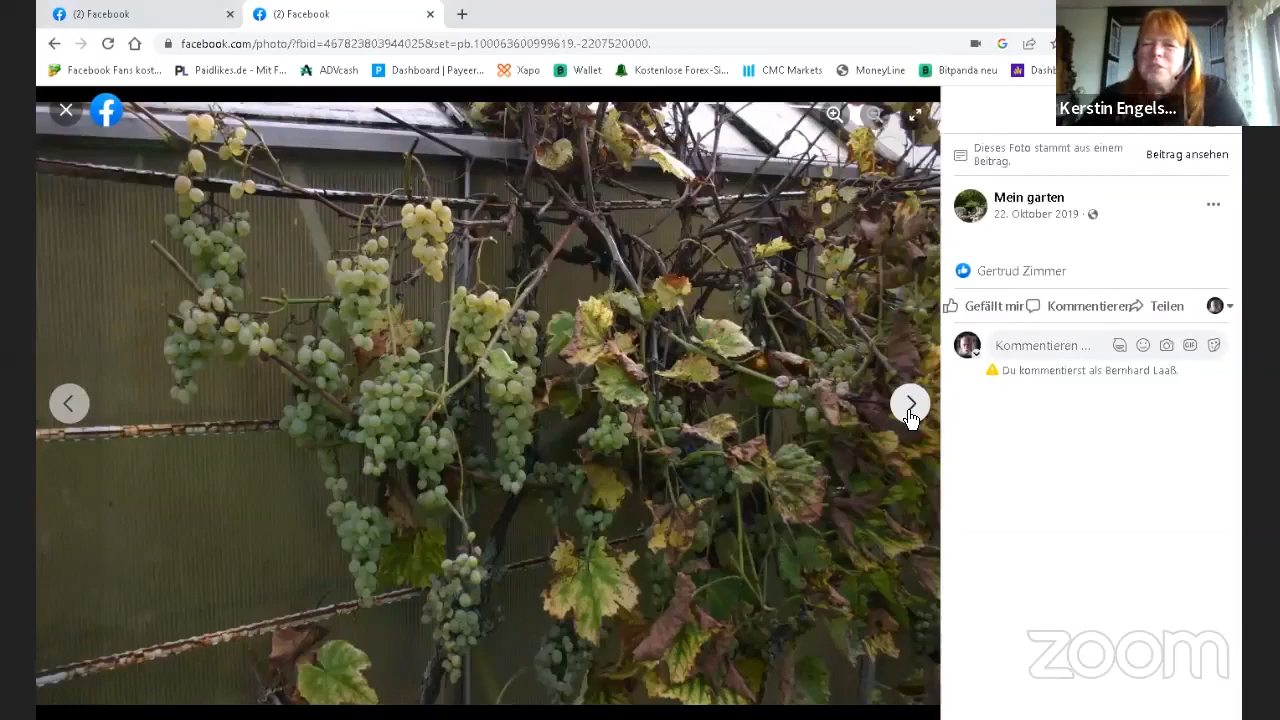 (2) Facebook
(2) Facebook
facebook.com/photo/?fbid=467823803944025&set=pb.100063600999619.-2207520000.
Facebook Fans kost...
PL Paidlikes.de - Mit F...
ADVcash
Dashboard | Payeer...
Xapo
Wallet
Kostenlose Forex-Si...
CMC Markets
MoneyLine
Bitpanda neu
Dashb
Kerstin Engels...
Dieses Foto stammt aus einem
Beitrag.
Beitrag ansehen
Mein garten
22. Oktober 2019 ·
Gertrud Zimmer
Gefällt mir
Kommentieren
Teilen
Kommentieren ...
GIF
Du kommentierst als Bernhard Laaß.
zoom